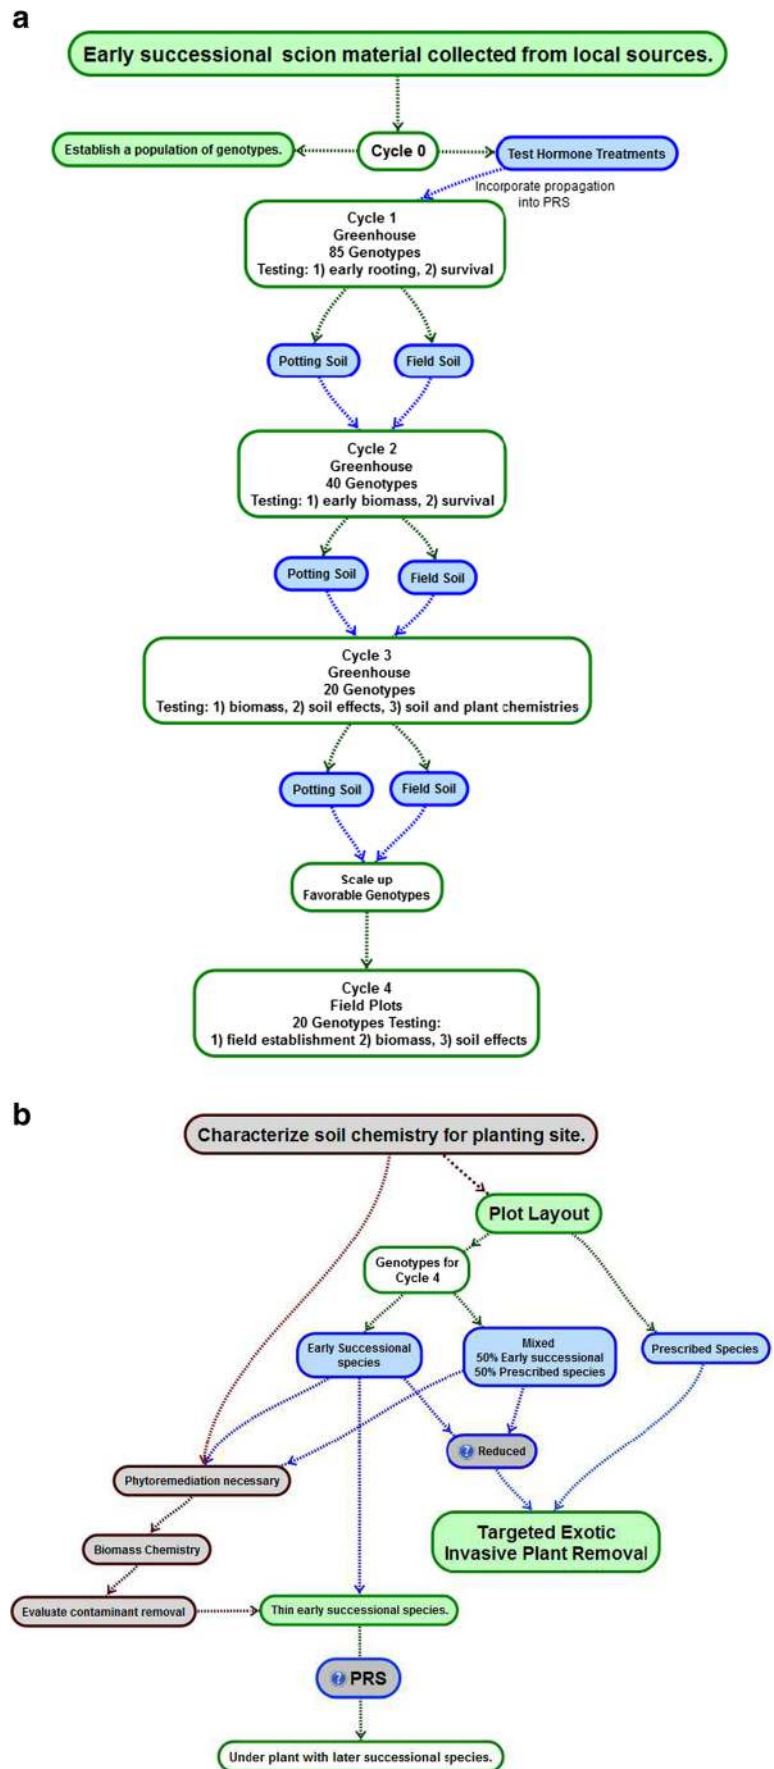 a
Early successional scion material collected from local sources.
Establish a population of genotypes.
Cycle 0
Test Hormone Treatments
Incorporate propagation
into PRS
Cycle 1
Greenhouse
85 Genotypes
Testing: 1) early rooting, 2) survival
Potting Soil
Field Soil
Cycle 2
Greenhouse
40 Genotypes
Testing: 1) early biomass, 2) survival
Potting Soil
Field Soil
Cycle 3
Greenhouse
20 Genotypes
Testing: 1) biomass, 2) soil effects, 3) soil and plant chemistries
Potting Soil
Field Soil
Scale up
Favorable Genotypes
Cycle 4
Field Plots
20 Genotypes Testing:
1) field establishment 2) biomass, 3) soil effects
b
Characterize soil chemistry for planting site.
Plot Layout
Genotypes for
Cycle 4
Early Successional
species
Mixed
50% Early successional
50% Prescribed species
Prescribed Species
? Reduced
Phytoremediation necessary
Targeted Exotic
Invasive Plant Removal
Biomass Chemistry
Evaluate contaminant removal
Thin early successional species.
? PRS
Under plant with later successional species.